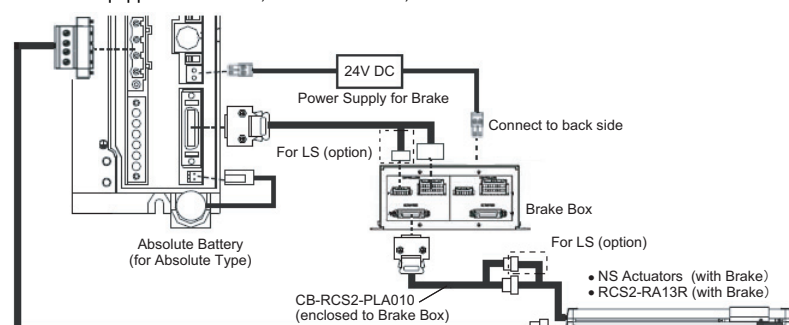 24V DC
Power Supply for Brake
Connect to back side
For LS (option)
Brake Box
Absolute Battery
(for Absolute Type)
For LS (option)
CB-RCS2-PLA010
(enclosed to Brake Box)
• NS Actuators (with Brake)
• RCS2-RA13R (with Brake)